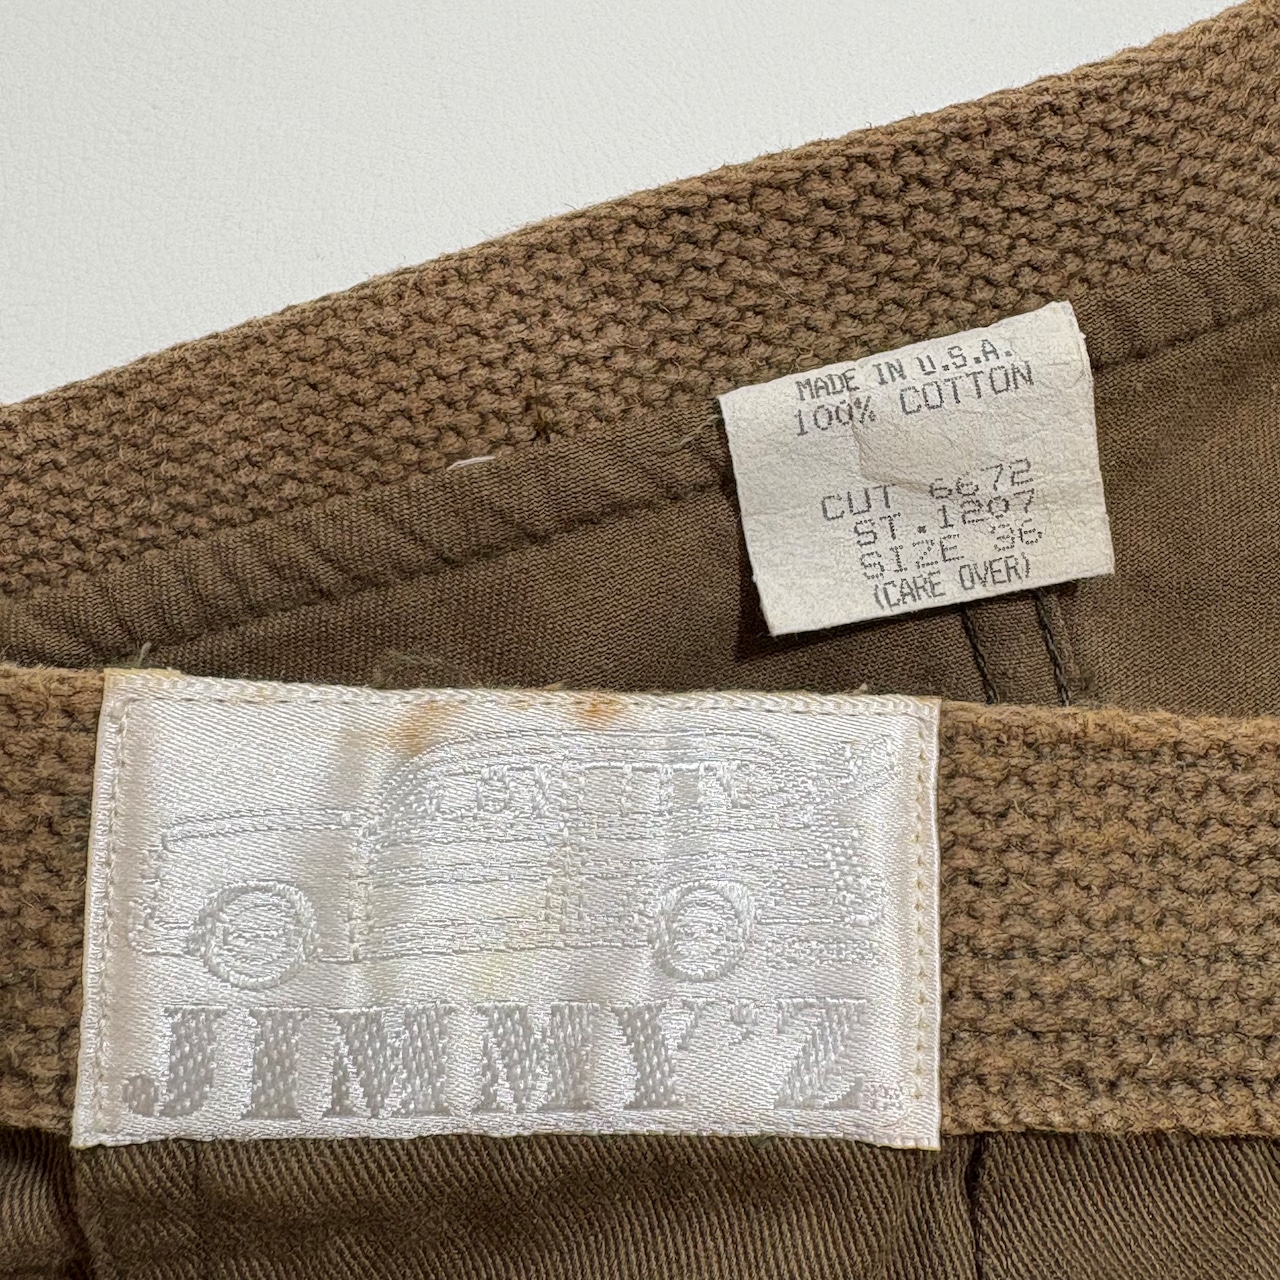 MADE IN U.S.A.
100% COTTON
CUT 6672
ST.1207
SIZE 36
(CARE OVER)
JIMMY'Z